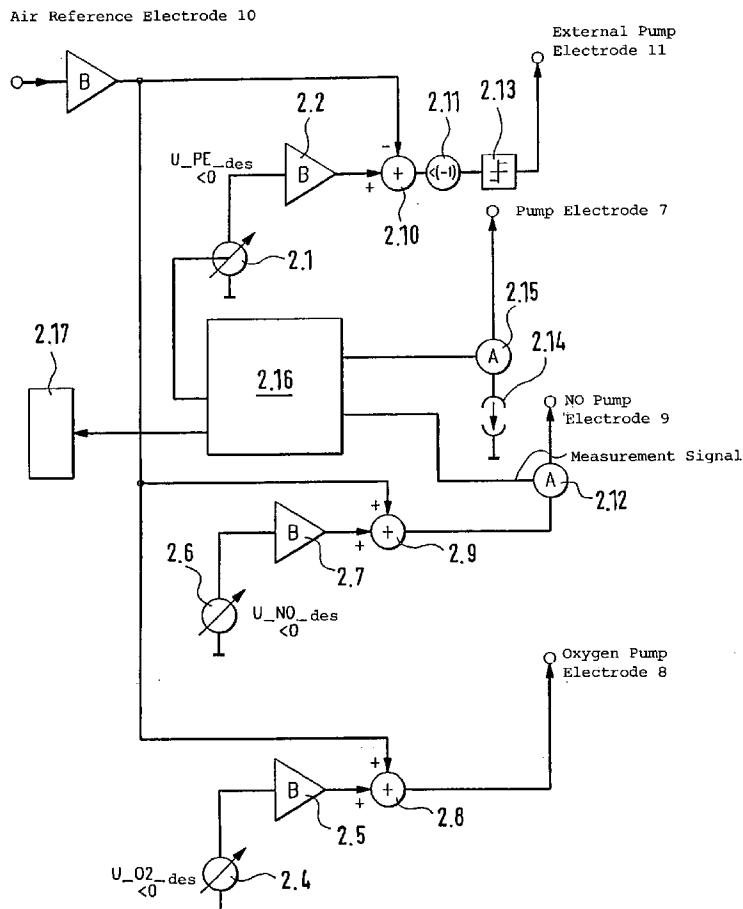 Air Reference Electrode 10
External Pump
Electrode 11
B
2.2
2.11
2.13
U_PE_des
<0
B
-
+
+
<(-1)
2.10
Pump Electrode 7
2.1
2.15
2.17
A
2.14
2.16
NO Pump
Electrode 9
Measurement Signal
A
2.12
+
B
+
+
2.6
2.7
2.9
U_NO_des
<0
Oxygen Pump
Electrode 8
+
B
+
+
2.5
2.8
U_O2_des
<0
2.4